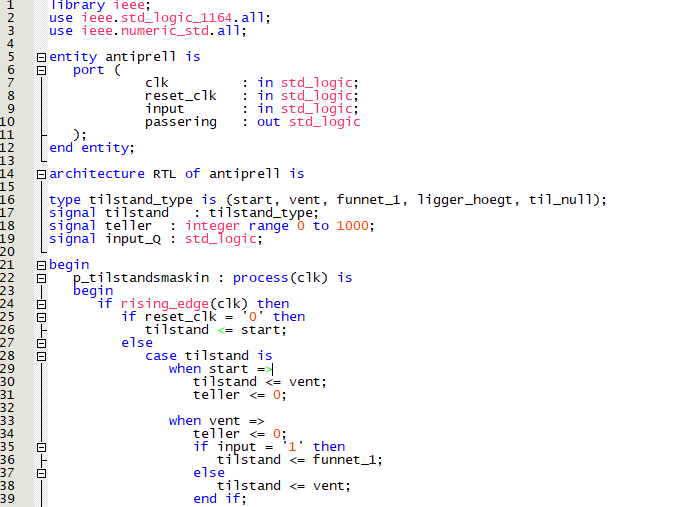 1 library ieee;
2 use ieee.std_logic_1164.all;
3 use ieee.numeric_std.all;
4
5 entity antiprell is
6 port (
7 clk : in std_logic;
8 reset_clk : in std_logic;
9 input : in std_logic;
10 passering : out std_logic
11 );
12 end entity;
13
14 architecture RTL of antiprell is
15
16 type tilstand_type is (start, vent, funnet_1, ligger_hoegt, til_null);
17 signal tilstand : tilstand_type;
18 signal teller : integer range 0 to 1000;
19 signal input_Q : std_logic;
20
21 begin
22 p_tilstandsmaskin : process(clk) is
23 begin
24 if rising_edge(clk) then
25 if reset_clk = '0' then
26 tilstand <= start;
27 else
28 case tilstand is
29 when start =>
30 tilstand <= vent;
31 teller <= 0;
32
33 when vent =>
34 teller <= 0;
35 if input = '1' then
36 tilstand <= funnet_1;
37 else
38 tilstand <= vent;
39 end if;